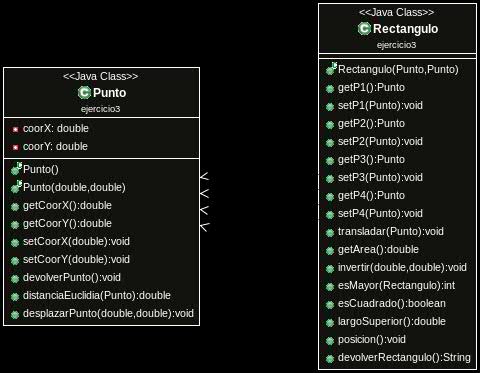 <<Java Class>>
C Punto
ejercicio3
coorX: double
coorY: double
Punto()
Punto(double,double)
getCoorX():double
getCoorY():double
setCoorX(double):void
setCoorY(double):void
devolverPunto():void
distanciaEuclidia(Punto):double
desplazarPunto(double,double):void
<<Java Class>>
C Rectangulo
ejercicio3
Rectangulo(Punto,Punto)
getP1():Punto
setP1(Punto):void
getP2():Punto
setP2(Punto):void
getP3():Punto
setP3(Punto):void
getP4():Punto
setP4(Punto):void
transladar(Punto):void
getArea():double
invertir(double,double):void
esMayor(Rectangulo):int
esCuadrado():boolean
largoSuperior():double
posicion():void
devolverRectangulo():String